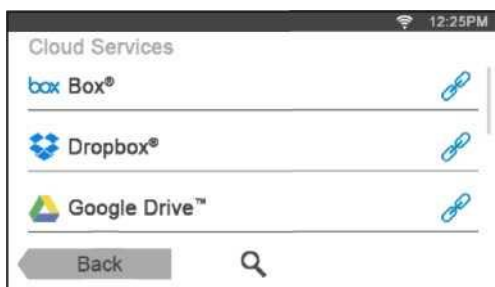 12:25PM
Cloud Services
box Box®
Dropbox®
Google Drive™
Back